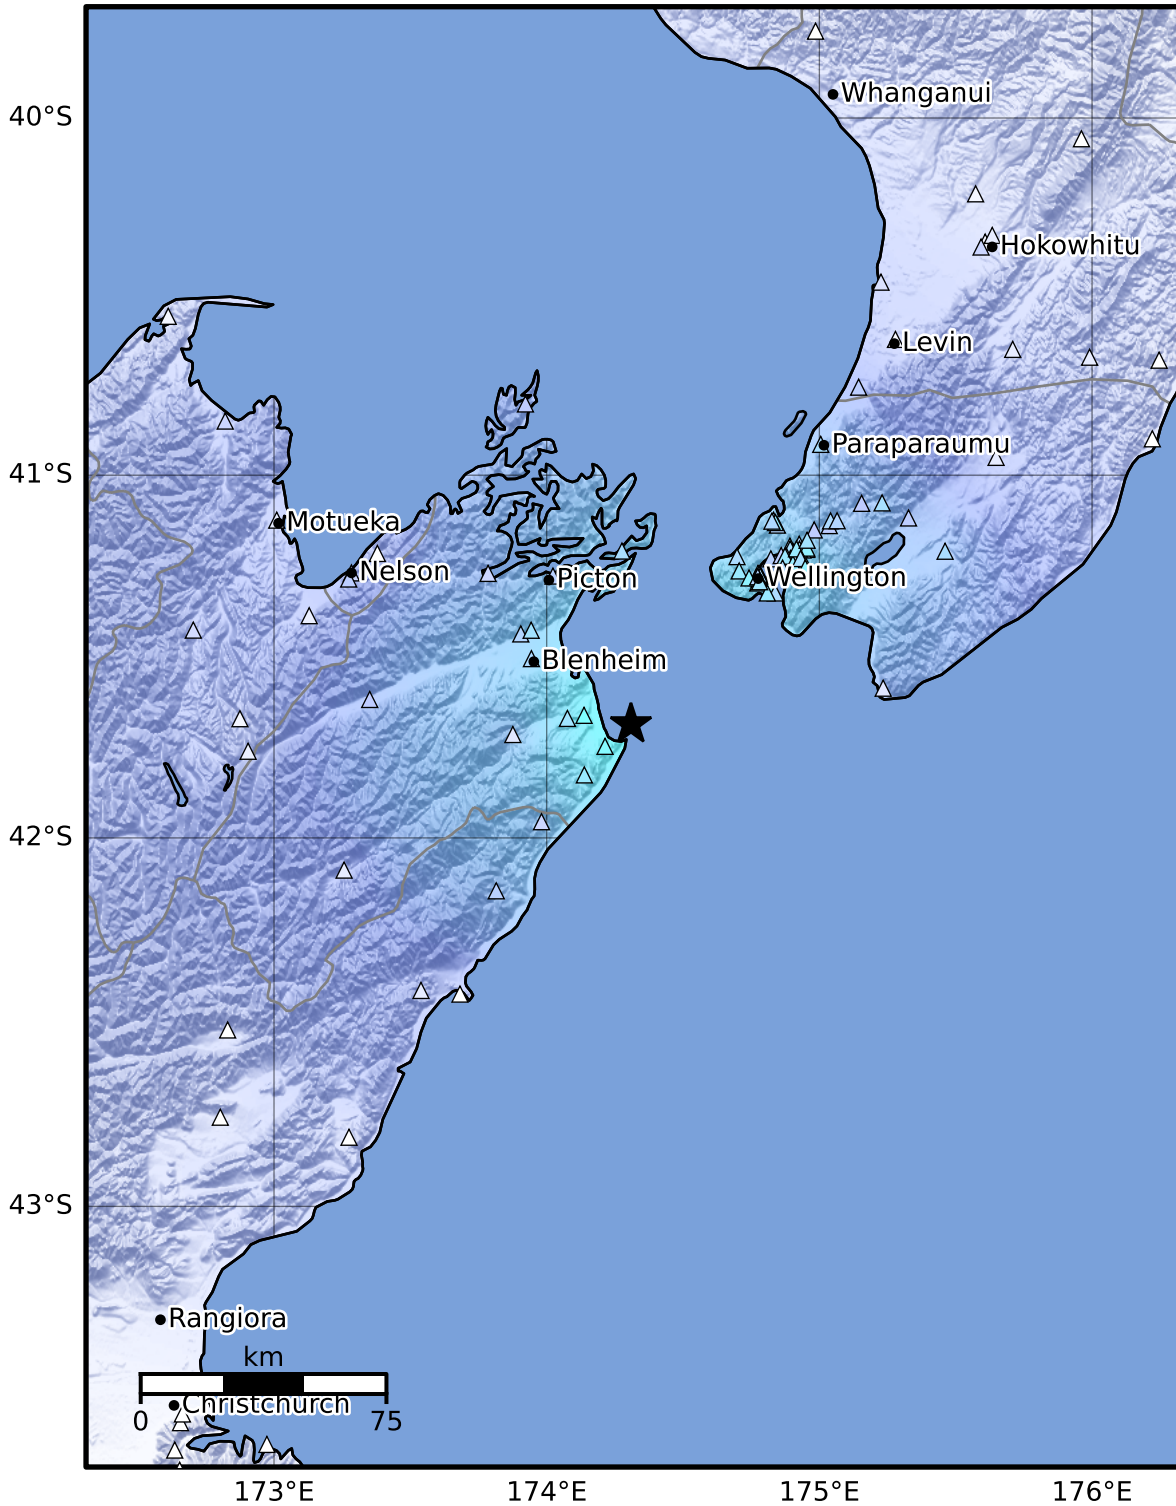 40°S
Whanganui
Hokowhitu
Levin
Paraparaumu
41°S
Motueka
Nelson
Picton
Wellington
Blenheim
42°S
43°S
Rangiora
km
Christchurch
0 75
173°E 174°E 175°E 176°E